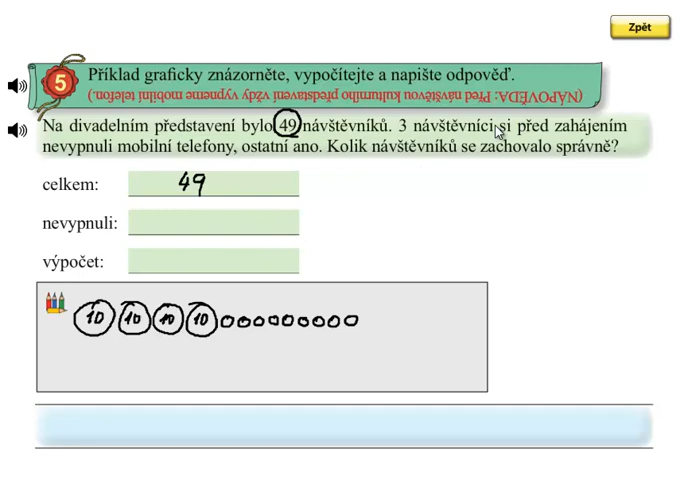 Zpět
5 Příklad graficky znázorněte, vypočítejte a napište odpověď.
(NÁPOVĚDA: Před návštěvou kulturního představení vždy vypneme mobilní telefon.)
Na divadelním představení bylo 49 návštěvníků. 3 návštěvníci si před zahájením
nevypnuli mobilní telefony, ostatní ano. Kolik návštěvníků se zachovalo správně?
celkem: 49
nevypnuli:
výpočet:
10 10 10 10